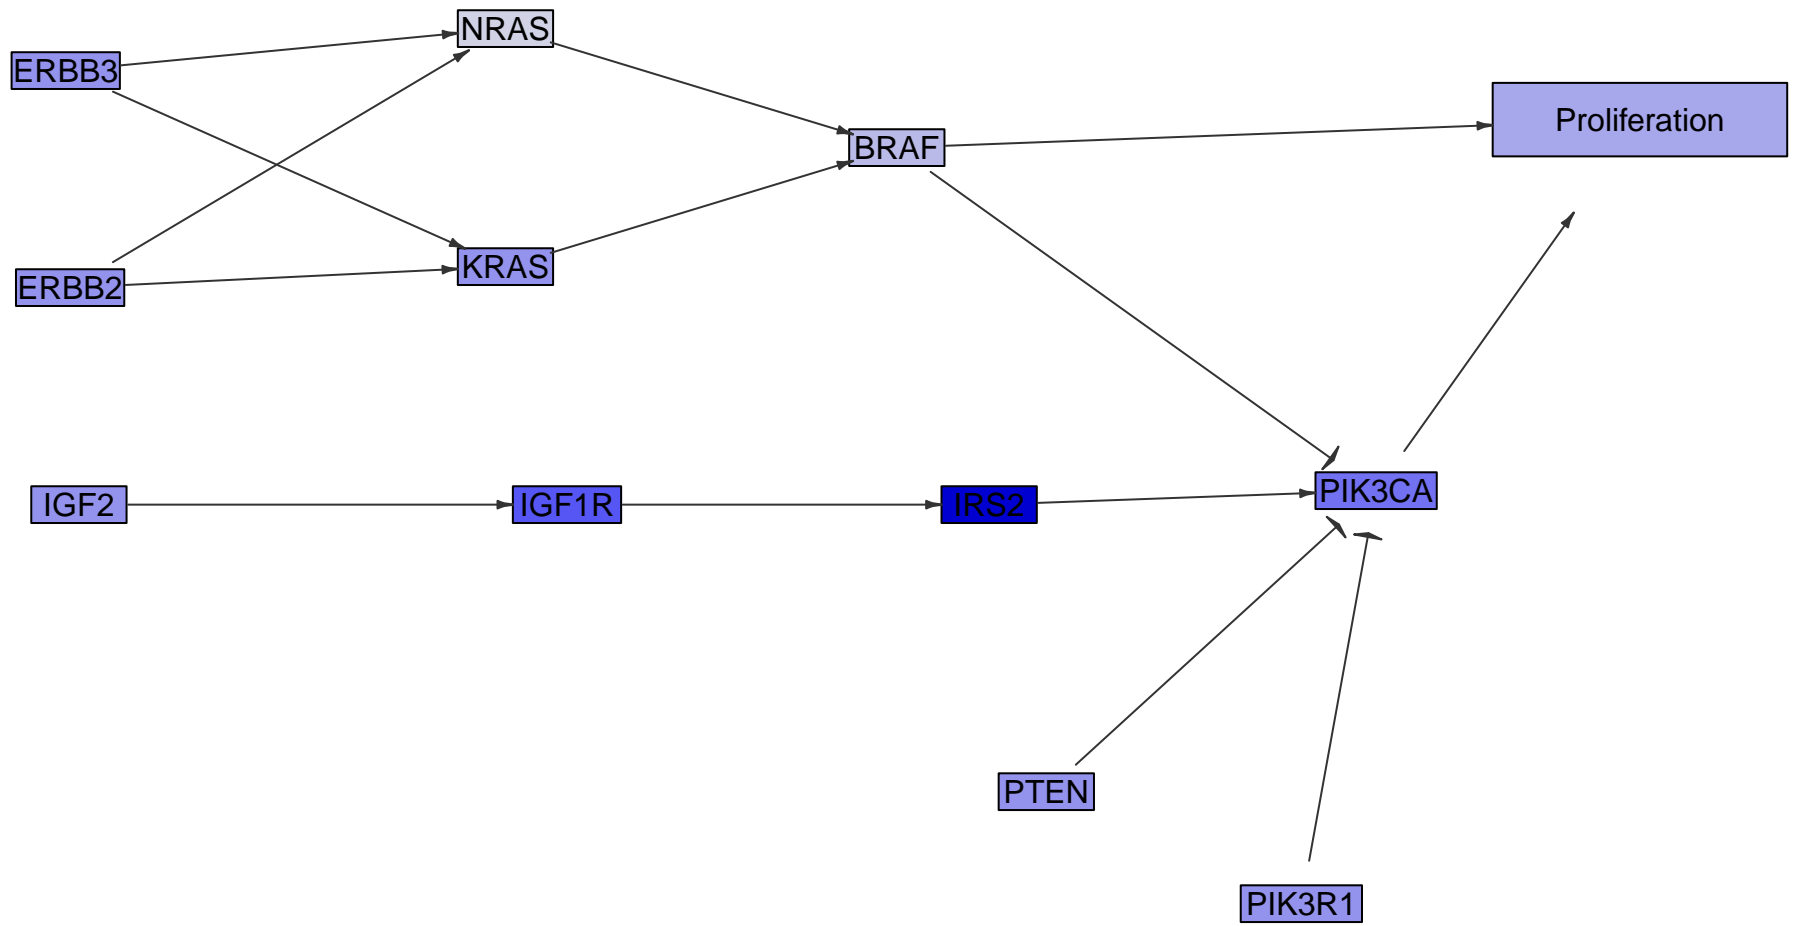 NRAS
ERBB3
Proliferation
BRAF
KRAS
ERBB2
PIK3CA
IGF2
IGF1R
IRS2
PTEN
PIK3R1